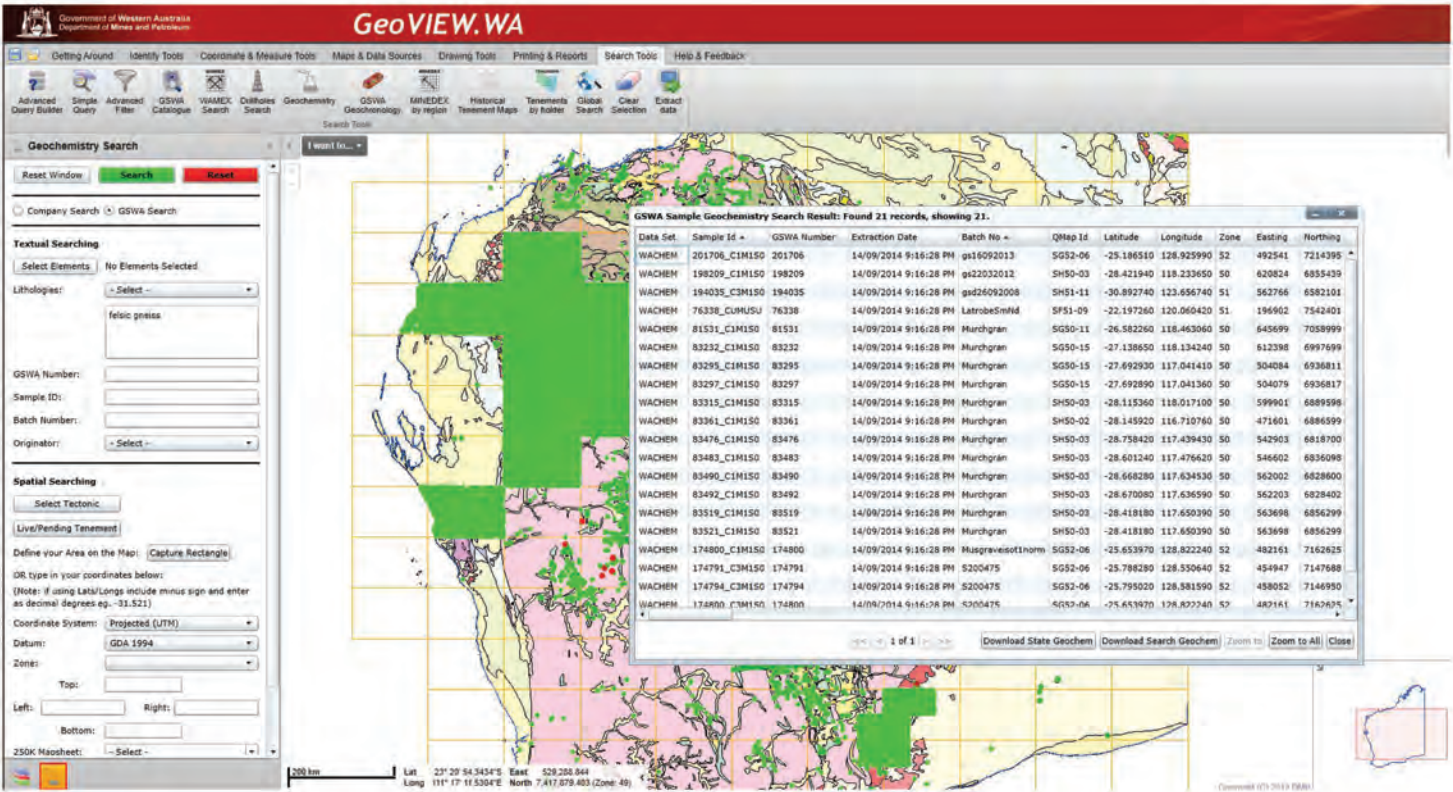 Government of Western Australia
Department of Mines and Petroleum
GeoVIEW.WA
Getting Around Identify Tools Coordinate & Measure Tools Maps & Data Sources Drawing Tools Printing & Reports Search Tools Help & Feedback
Advanced Query Builder
Simple Query
Advanced Filter
GSWA Catalogue
WAMEX Search
Drillholes Search
Geochemistry
GSWA Geochronology
MINEDEX by region
Historical Tenement Maps
Tenements by holder
Global Search
Clear Selection
Extract data
Search Tools
Geochemistry Search
I want to...
Reset Window Search Reset
Company Search GSWA Search
Textual Searching
Select Elements No Elements Selected
Lithologies: - Select -
felsic gneiss
GSWA Number:
Sample ID:
Batch Number:
Originator: - Select -
Spatial Searching
Select Tectonic
Live/Pending Tenement
Define your Area on the Map: Capture Rectangle
OR type in your coordinates below:
(Note: if using Lats/Longs include minus sign and enter
as decimal degrees eg. -31.521)
Coordinate System: Projected (UTM)
Datum: GDA 1994
Zone:
Top:
Left: Right:
Bottom:
250K Mapsheet: - Select -
GSWA Sample Geochemistry Search Result: Found 21 records, showing 21.
Data Set Sample Id GSWA Number Extraction Date Batch No QMap Id Latitude Longitude Zone Easting Northing
WACHEM 201706_C1M1S0 201706 14/09/2014 9:16:28 PM gs16092013 SG52-06 -25.186510 128.925990 52 492541 7214395
WACHEM 198209_C1M1S0 198209 14/09/2014 9:16:28 PM gs22032012 SH50-03 -28.421940 118.233650 50 620824 6855439
WACHEM 194035_C3M1S0 194035 14/09/2014 9:16:28 PM gsd26092008 SH51-11 -30.892740 123.656740 51 562766 6582101
WACHEM 76338_CUMUSU 76338 14/09/2014 9:16:28 PM LatrobeSmNd SF51-09 -22.197260 120.060420 51 196902 7542401
WACHEM 81531_C1M1S0 81531 14/09/2014 9:16:28 PM Murchgran SG50-11 -26.582260 118.463060 50 645699 7058999
WACHEM 83232_C1M1S0 83232 14/09/2014 9:16:28 PM Murchgran SG50-15 -27.138650 118.134240 50 612398 6997699
WACHEM 83295_C1M1S0 83295 14/09/2014 9:16:28 PM Murchgran SG50-15 -27.692930 117.041410 50 504084 6936811
WACHEM 83297_C1M1S0 83297 14/09/2014 9:16:28 PM Murchgran SG50-15 -27.692890 117.041360 50 504079 6936817
WACHEM 83315_C1M1S0 83315 14/09/2014 9:16:28 PM Murchgran SH50-03 -28.115360 118.017100 50 599901 6889598
WACHEM 83361_C1M1S0 83361 14/09/2014 9:16:28 PM Murchgran SH50-02 -28.145920 116.710760 50 471601 6886599
WACHEM 83476_C1M1S0 83476 14/09/2014 9:16:28 PM Murchgran SH50-03 -28.758420 117.439430 50 542903 6818700
WACHEM 83483_C1M1S0 83483 14/09/2014 9:16:28 PM Murchgran SH50-03 -28.601240 117.476620 50 546602 6836098
WACHEM 83490_C1M1S0 83490 14/09/2014 9:16:28 PM Murchgran SH50-03 -28.668280 117.634530 50 562002 6828600
WACHEM 83492_C1M1S0 83492 14/09/2014 9:16:28 PM Murchgran SH50-03 -28.670080 117.636590 50 562203 6828402
WACHEM 83519_C1M1S0 83519 14/09/2014 9:16:28 PM Murchgran SH50-03 -28.418180 117.650390 50 563698 6856299
WACHEM 83521_C1M1S0 83521 14/09/2014 9:16:28 PM Murchgran SH50-03 -28.418180 117.650390 50 563698 6856299
WACHEM 174800_C1M1S0 174800 14/09/2014 9:16:28 PM Musgraveisot1norm SG52-06 -25.653970 128.822240 52 482161 7162625
WACHEM 174791_C3M1S0 174791 14/09/2014 9:16:28 PM S200475 SG52-06 -25.788280 128.550640 52 454947 7147688
WACHEM 174794_C3M1S0 174794 14/09/2014 9:16:28 PM S200475 SG52-06 -25.795020 128.581590 52 458052 7146950
WACHEM 174800_C3M1S0 174800 14/09/2014 9:16:28 PM S200475 SG52-06 -25.653970 128.822240 52 482161 7162625
<< < 1 of 1 > >> Download State Geochem Download Search Geochem Zoom to Zoom to All Close
200 km
Lat 23° 20' 54.3434"S East 529,288.844
Long 111° 17' 11.5304"E North 7,417,879.403 (Zone: 49)